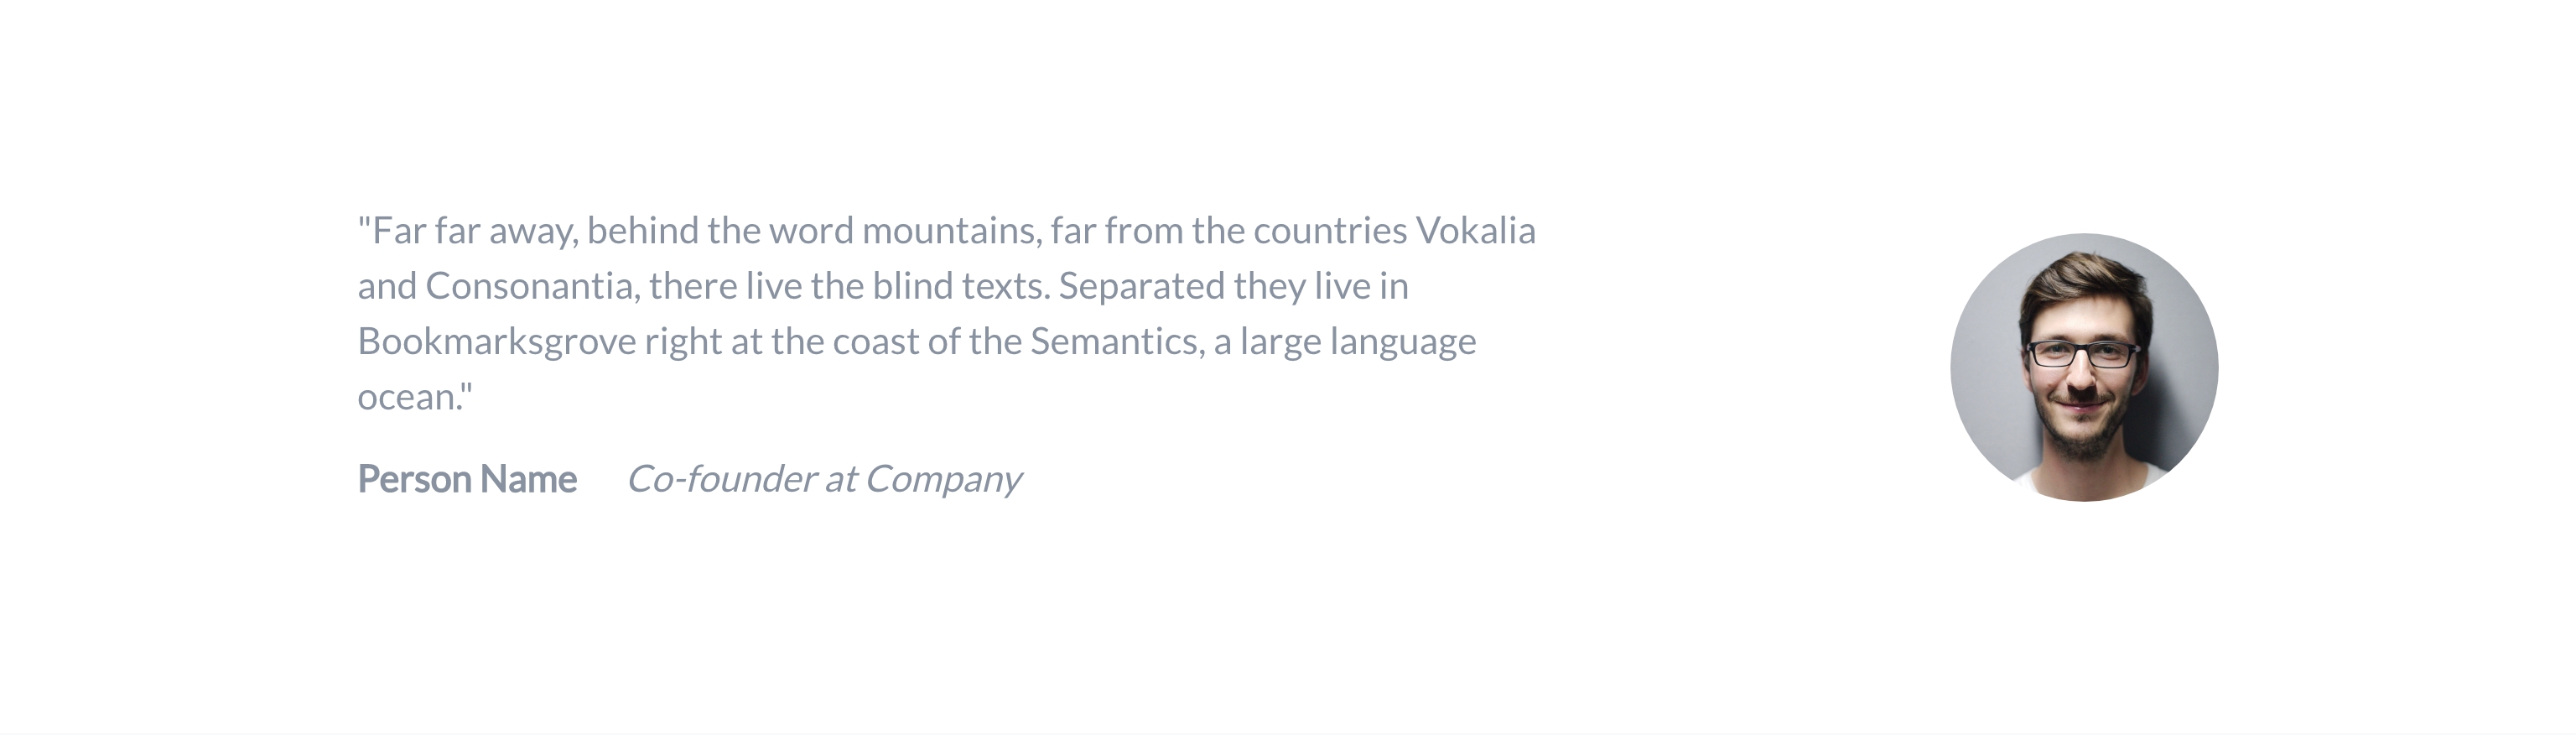 "Far far away, behind the word mountains, far from the countries Vokalia
and Consonantia, there live the blind texts. Separated they live in
Bookmarksgrove right at the coast of the Semantics, a large language
ocean."
Person Name Co-founder at Company